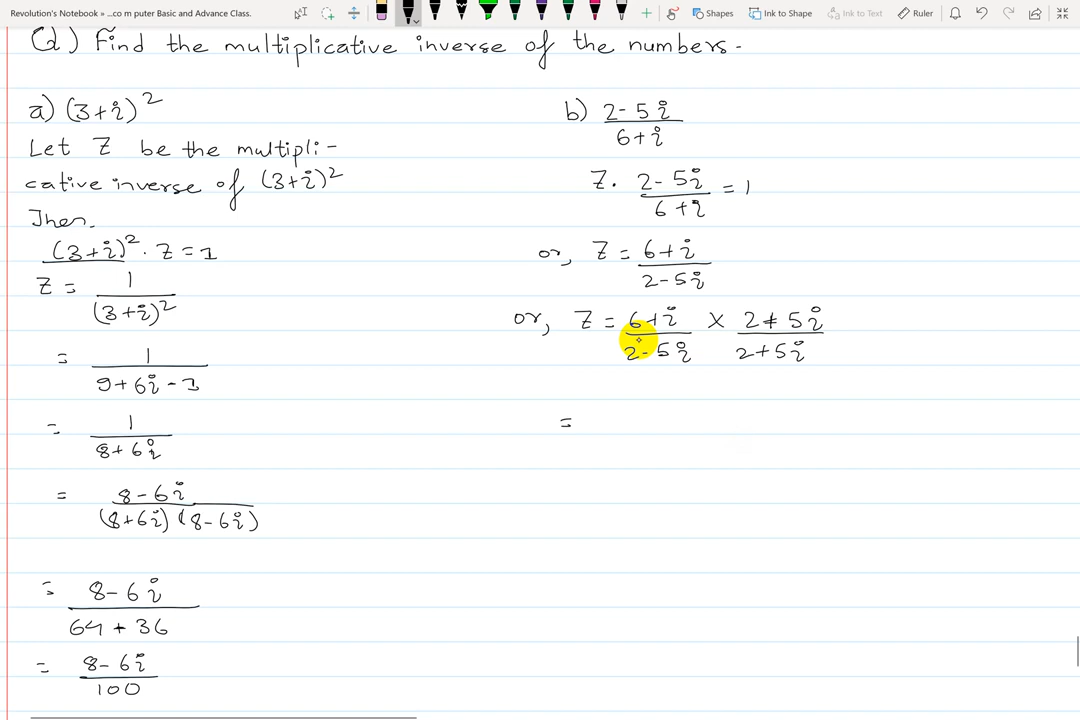 Revolution's Notebook » ...co m puter Basic and Advance Class.
Shapes Ink to Shape Ink to Text Ruler
(d) Find the multiplicative inverse of the numbers.
a) (3+i)²
Let Z be the multipli-
cative inverse of (3+i)²
Then,
(3+i)² . Z = 1
Z = 1/(3+i)²
= 1/(9+6i-1)
= 1/(8+6i)
= (8-6i)/((8+6i)(8-6i))
= (8-6i)/(64+36)
= (8-6i)/100
b) (2-5i)/(6+i)
Z. (2-5i)/(6+i) = 1
or, Z = (6+i)/(2-5i)
or, Z = (6+i)/(2-5i) × (2+5i)/(2+5i)
=